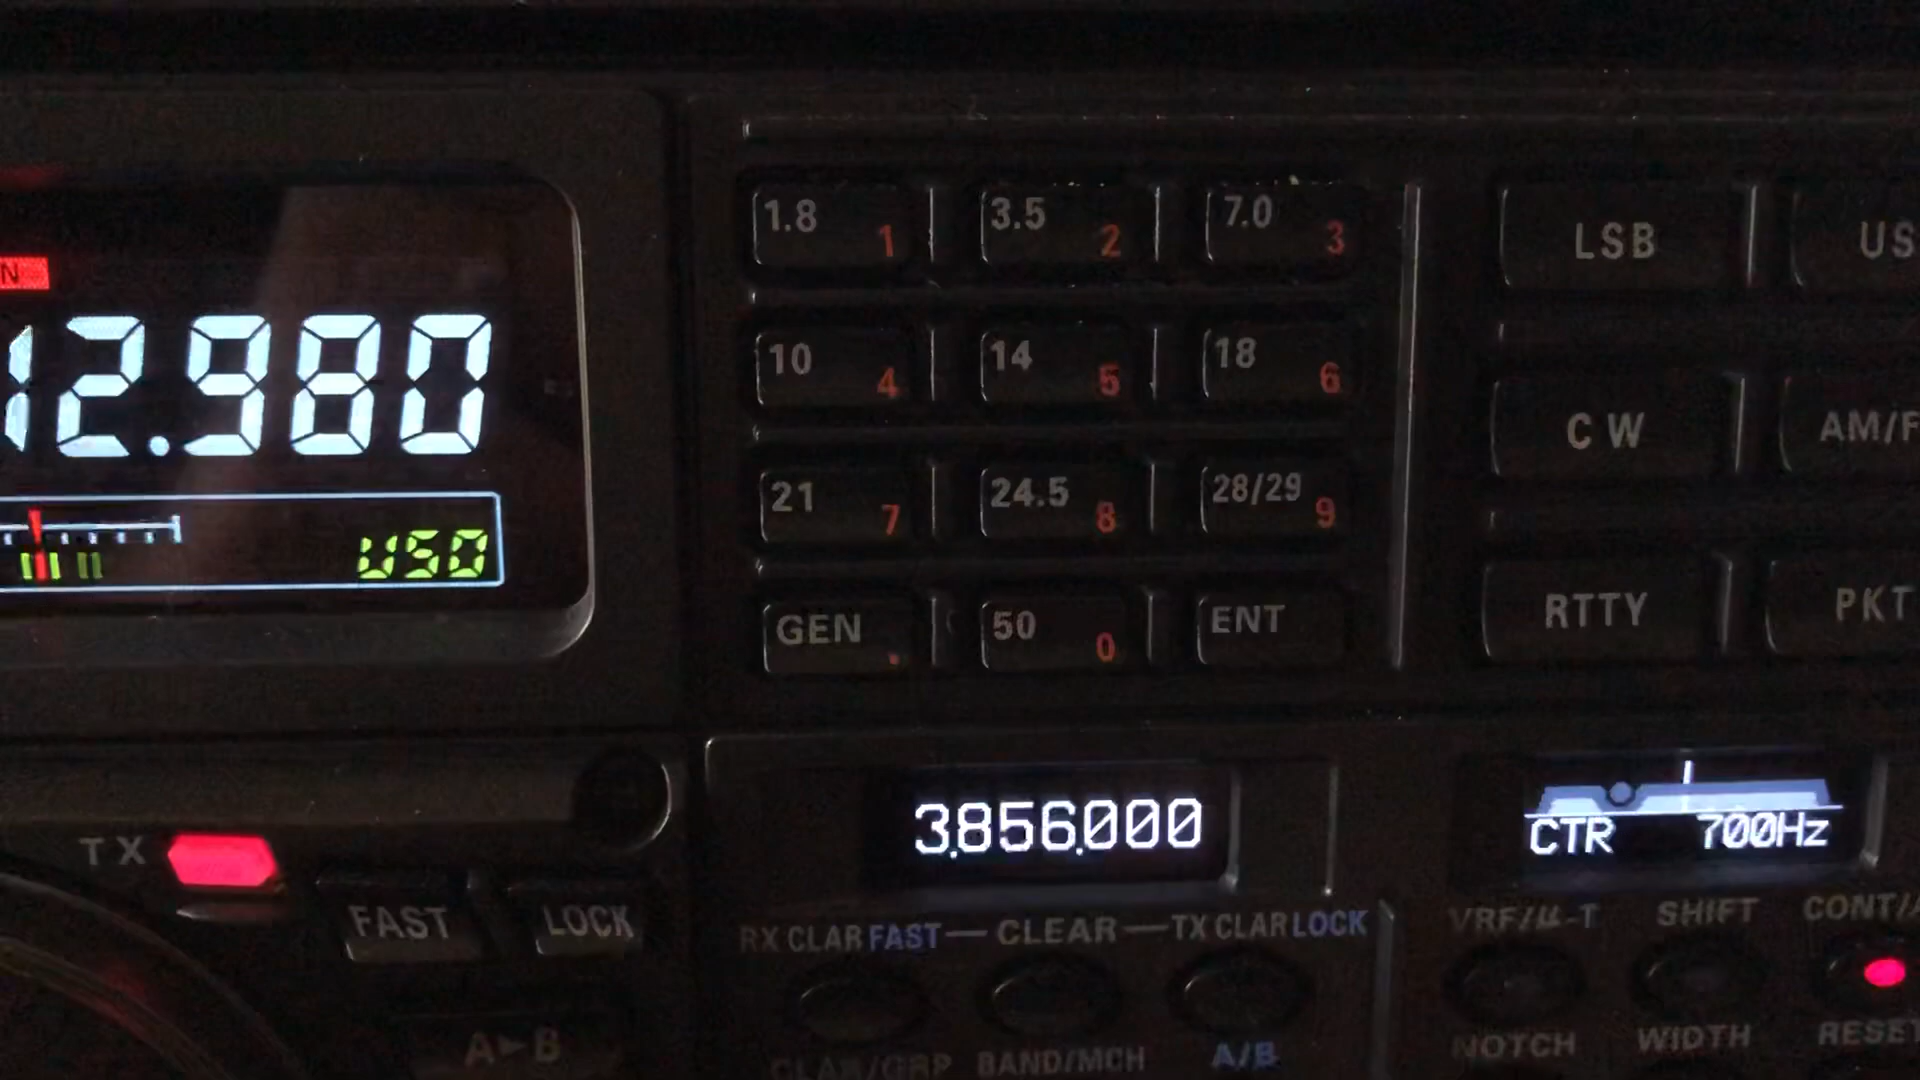 N
12.980
USO
TX
FAST
LOCK
A►B
1.8 1
3.5 2
7.0 3
10 4
14 5
18 6
21 7
24.5 8
28/29 9
GEN .
50 0
ENT
LSB
US
CW
AM/F
RTTY
PKT
3.856.000
CTR 700Hz
RX CLAR FAST — CLEAR — TX CLAR LOCK
CLAR/GRP BAND/MCH A/B
VRF/μ-T SHIFT CONT/A
NOTCH WIDTH RESET